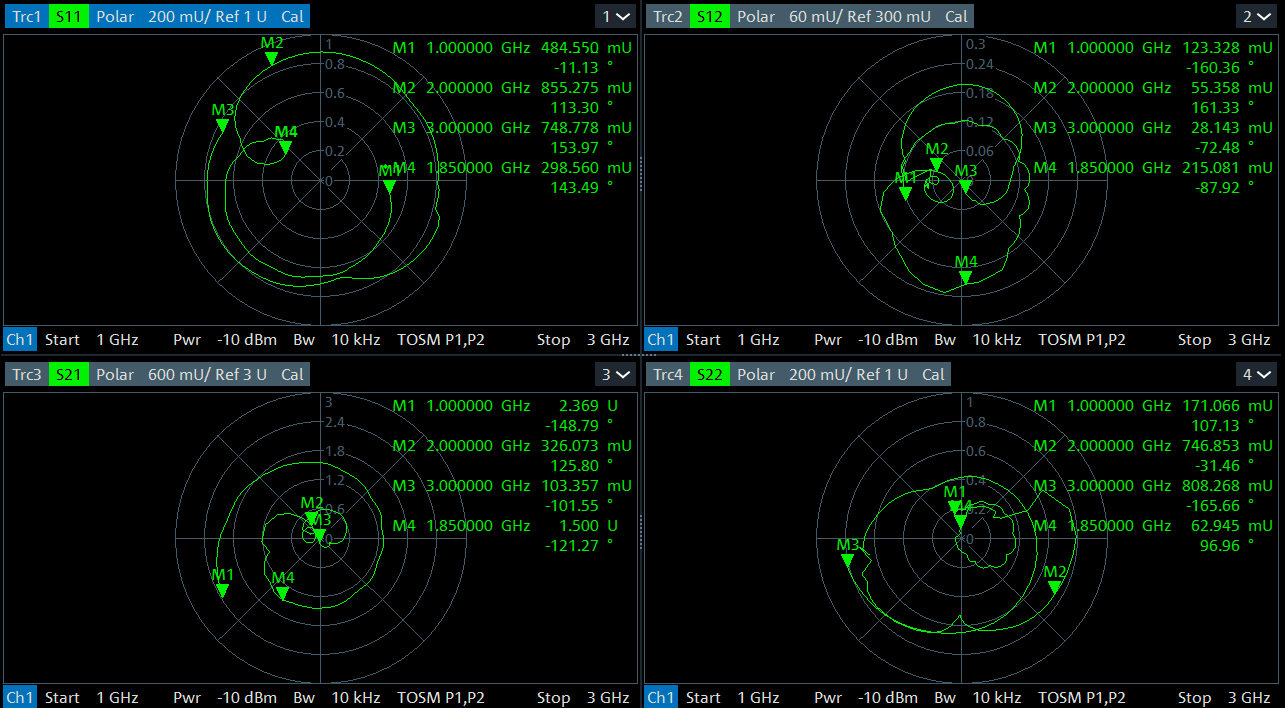 Trc1 S11 Polar 200 mU/ Ref 1 U Cal 1
M2 1 M1 1.000000 GHz 484.550 mU
-11.13 °
0.8 M2 2.000000 GHz 855.275 mU
0.6 113.30 °
M3 0.4 M3 3.000000 GHz 748.778 mU
M4 153.97 °
0.2 M1 M4 1.850000 GHz 298.560 mU
0 143.49 °
Ch1 Start 1 GHz Pwr -10 dBm Bw 10 kHz TOSM P1,P2 Stop 3 GHz
Trc2 S12 Polar 60 mU/ Ref 300 mU Cal 2
0.3 M1 1.000000 GHz 123.328 mU
0.24 -160.36 °
0.18 M2 2.000000 GHz 55.358 mU
161.33 °
0.12 M3 3.000000 GHz 28.143 mU
M2 0.06 -72.48 °
M1 M3 M4 1.850000 GHz 215.081 mU
0 -87.92 °
M4
Ch1 Start 1 GHz Pwr -10 dBm Bw 10 kHz TOSM P1,P2 Stop 3 GHz
Trc3 S21 Polar 600 mU/ Ref 3 U Cal 3
3 M1 1.000000 GHz 2.369 U
2.4 -148.79 °
1.8 M2 2.000000 GHz 326.073 mU
125.80 °
1.2 M3 3.000000 GHz 103.357 mU
M2 0.6 -101.55 °
M3 M4 1.850000 GHz 1.500 U
0 -121.27 °
M1 M4
Ch1 Start 1 GHz Pwr -10 dBm Bw 10 kHz TOSM P1,P2 Stop 3 GHz
Trc4 S22 Polar 200 mU/ Ref 1 U Cal 4
1 M1 1.000000 GHz 171.066 mU
0.8 107.13 °
0.6 M2 2.000000 GHz 746.853 mU
-31.46 °
M1 0.4 M3 3.000000 GHz 808.268 mU
M4 0.2 -165.66 °
M4 1.850000 GHz 62.945 mU
M3 0 96.96 °
M2
Ch1 Start 1 GHz Pwr -10 dBm Bw 10 kHz TOSM P1,P2 Stop 3 GHz